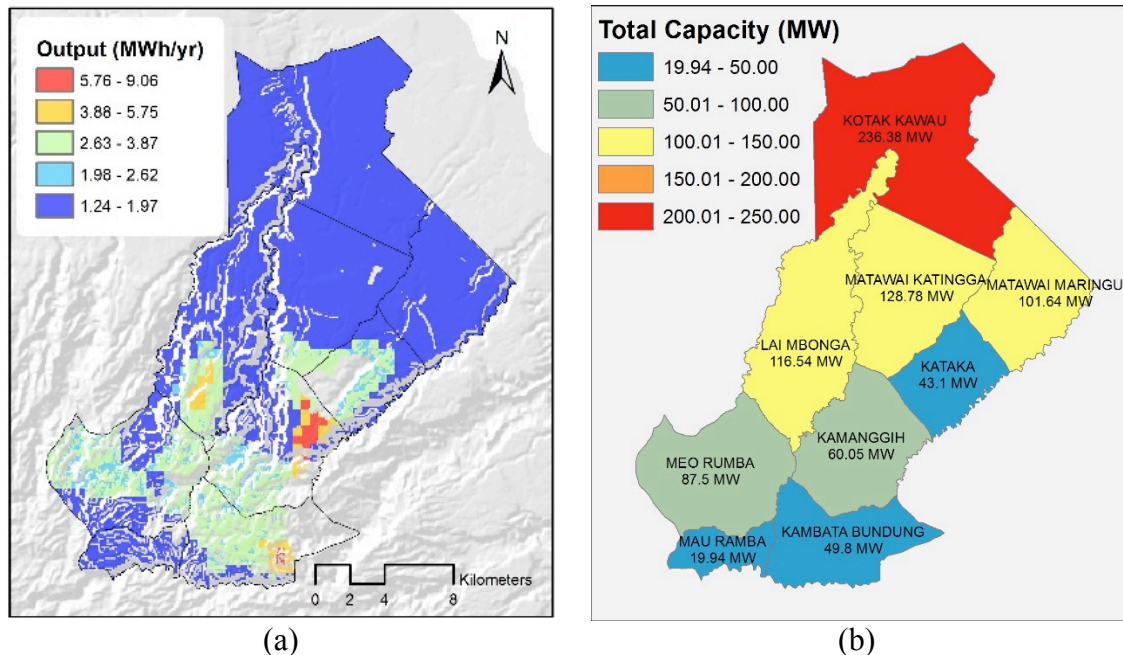 Output (MWh/yr)
5.76 - 9.06
3.88 - 5.75
2.63 - 3.87
1.98 - 2.62
1.24 - 1.97
N
Kilometers
0 2 4 8
(a)
Total Capacity (MW)
19.94 - 50.00
50.01 - 100.00
100.01 - 150.00
150.01 - 200.00
200.01 - 250.00
KOTAK KAWAU
236.38 MW
MATAWAI KATINGGA
128.78 MW
MATAWAI MARINGU
101.64 MW
LAI MBONGA
116.54 MW
KATAKA
43.1 MW
KAMANGGIH
60.05 MW
MEO RUMBA
87.5 MW
MAU RAMBA
19.94 MW
KAMBATA BUNDUNG
49.8 MW
(b)